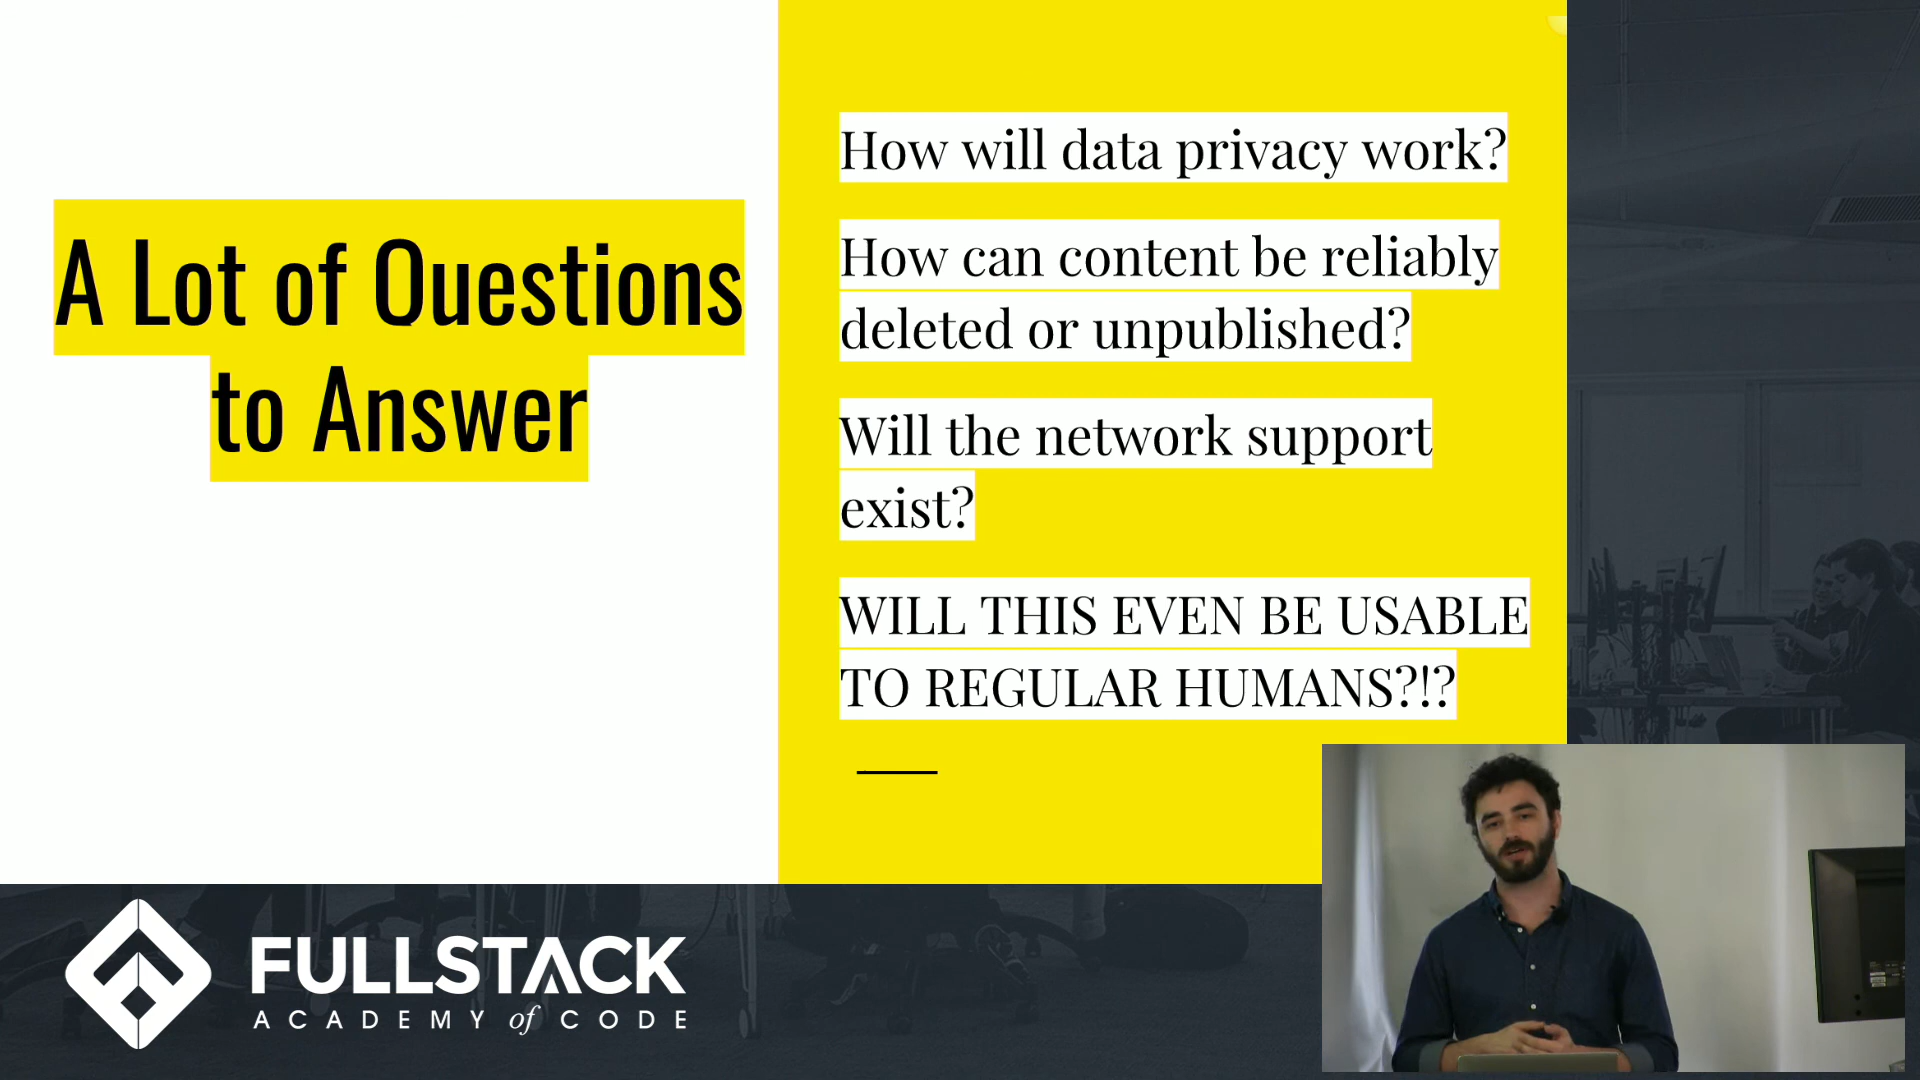 A Lot of Questions
to Answer
How will data privacy work?
How can content be reliably
deleted or unpublished?
Will the network support
exist?
WILL THIS EVEN BE USABLE
TO REGULAR HUMANS?!?
FULLSTACK
ACADEMY of CODE